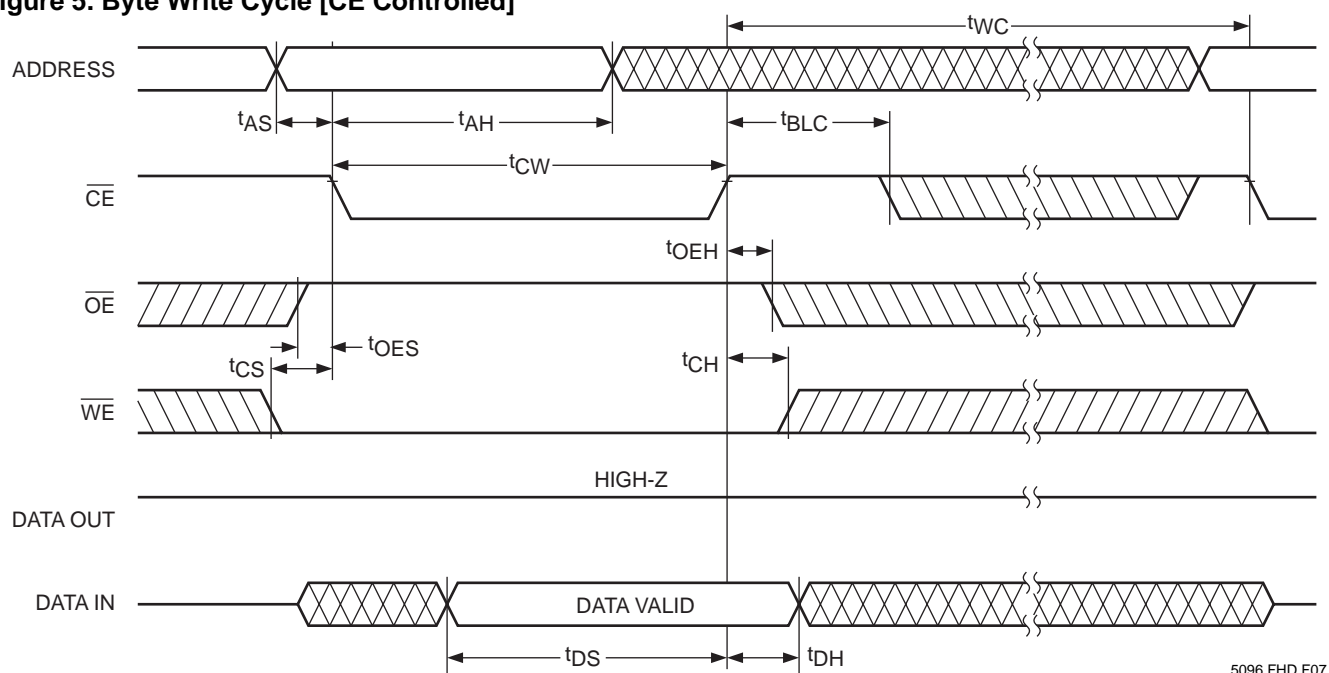 igure 5. Byte Write Cycle [CE Controlled]
tWC
ADDRESS
tAS
tAH
tBLC
tCW
CE
tOEH
OE
tOES
tCS
tCH
WE
HIGH-Z
DATA OUT
DATA IN
DATA VALID
tDS
tDH
5096 FHD F07